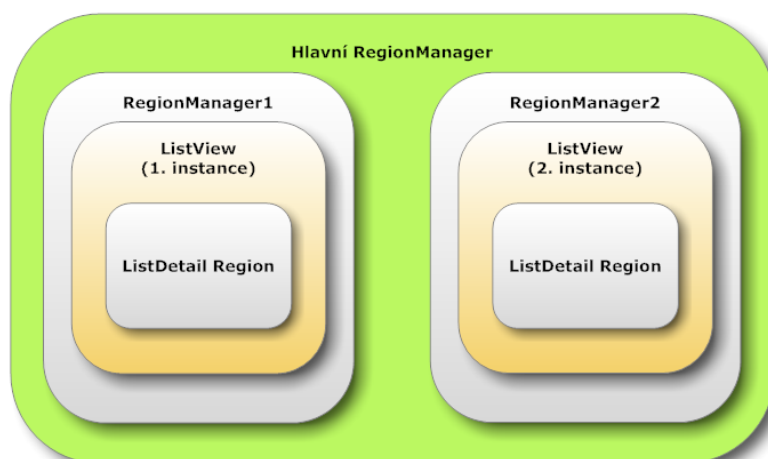 Hlavní RegionManager
RegionManager1
ListView
(1. instance)
ListDetail Region
RegionManager2
ListView
(2. instance)
ListDetail Region